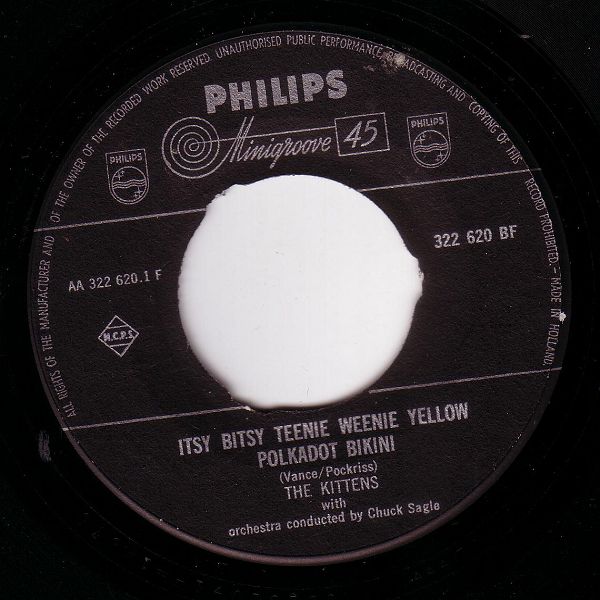 ALL RIGHTS OF THE MANUFACTURER AND OF THE OWNER OF THE RECORDED WORK RESERVED. UNAUTHORISED PUBLIC PERFORMANCE, BROADCASTING AND COPYING OF THIS RECORD PROHIBITED. - MADE IN HOLLAND.
PHILIPS
Minigroove 45
PHILIPS
PHILIPS
322 620 BF
AA 322 620.1 F
M.C.P.S.
ITSY BITSY TEENIE WEENIE YELLOW
POLKADOT BIKINI
(Vance/Pockriss)
THE KITTENS
with
orchestra conducted by Chuck Sagle